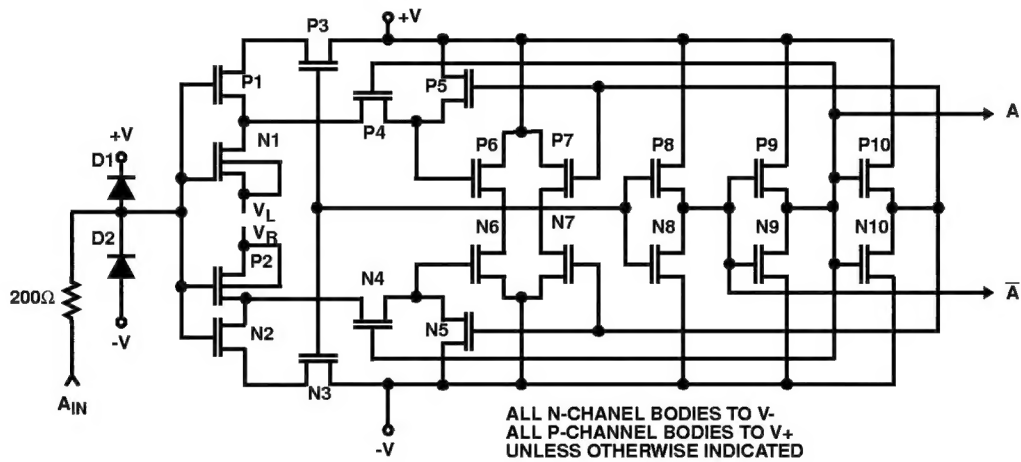 P3
+V
P1
P5
A
P4
N1
P6
P7
P8
P9
P10
+V
D1
V_L
V_R
N6
N7
N8
N9
N10
D2
P2
N4
A̅
200Ω
N2
N5
-V
N3
A_IN
-V
ALL N-CHANEL BODIES TO V-
ALL P-CHANNEL BODIES TO V+
UNLESS OTHERWISE INDICATED